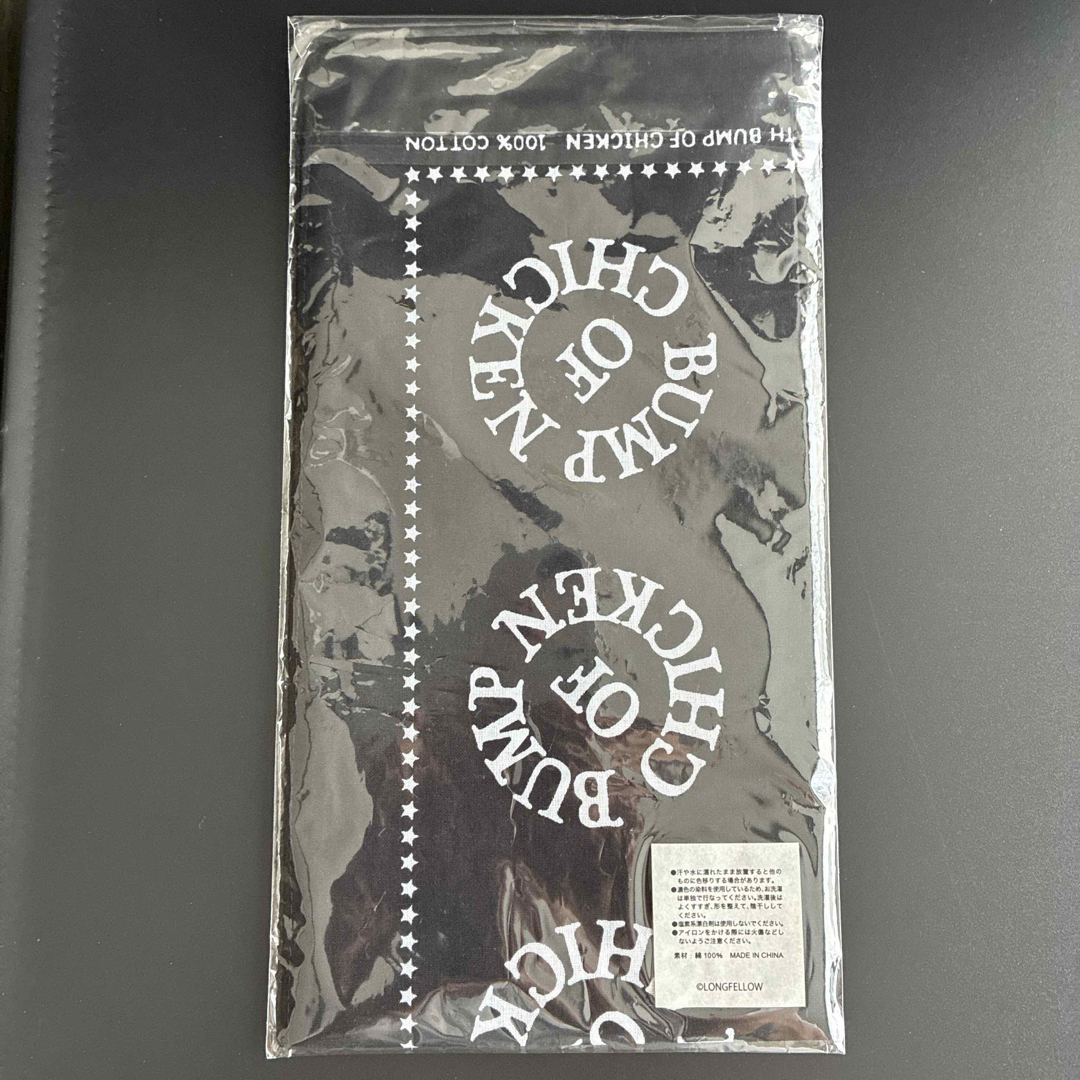 TH BUMP OF CHICKEN 100% COTTON
BUMP OF CHICKEN
BUMP OF CHICKEN
CHICK
●汗や水に濡れたまま放置すると他の
ものに色移りする場合があります。
●濃色の染料を使用しているため、お洗濯
は単独で行なってください。洗濯後は
よくすすぎ、形を整えて、陰干しして
ください。
●塩素系漂白剤は使用しないでください。
●アイロンをかける際には火傷などし
ないようご注意ください。
素材:綿100% MADE IN CHINA
©LONGFELLOW